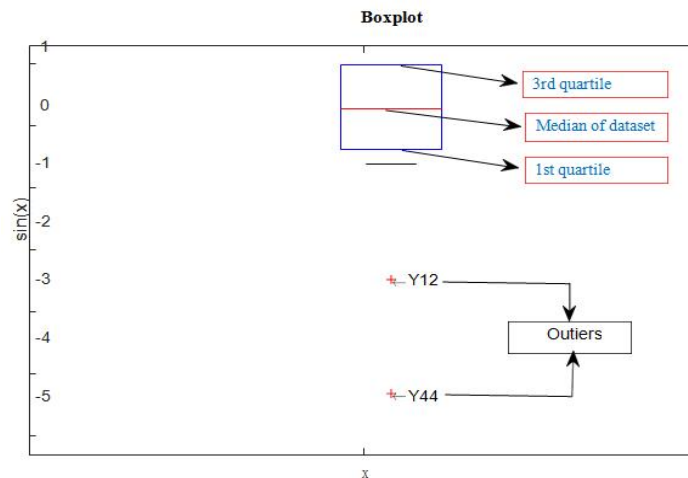 Boxplot
1
3rd quartile
0
Median of dataset
-1
1st quartile
-2
sin(x)
-3
Y12
-4
Outiers
-5
Y44
x